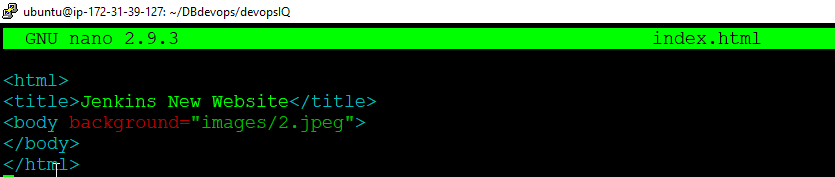 ubuntu@ip-172-31-39-127: ~/DBdevops/devopsIQ
GNU nano 2.9.3 index.html
<html>
<title>Jenkins New Website</title>
<body background="images/2.jpeg">
</body>
</html>